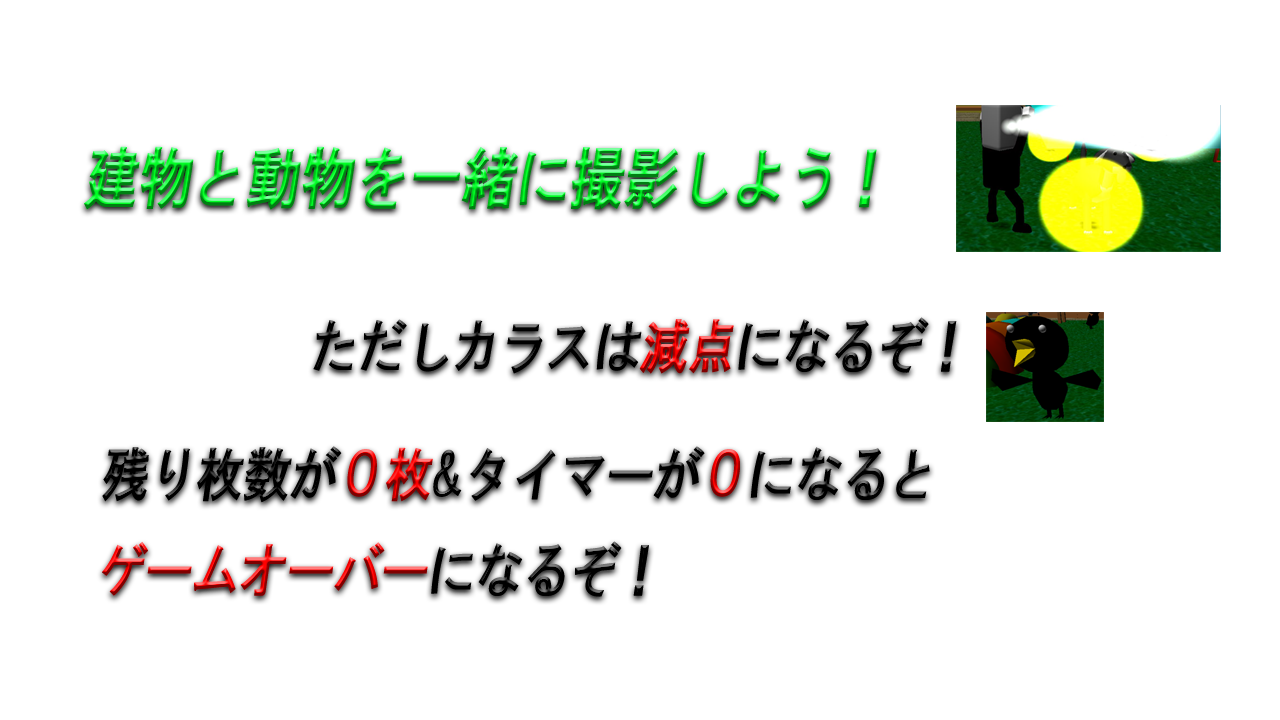 建物と動物を一緒に撮影しよう！
ただしカラスは減点になるぞ！
残り枚数が０枚&タイマーが０になると
ゲームオーバーになるぞ！